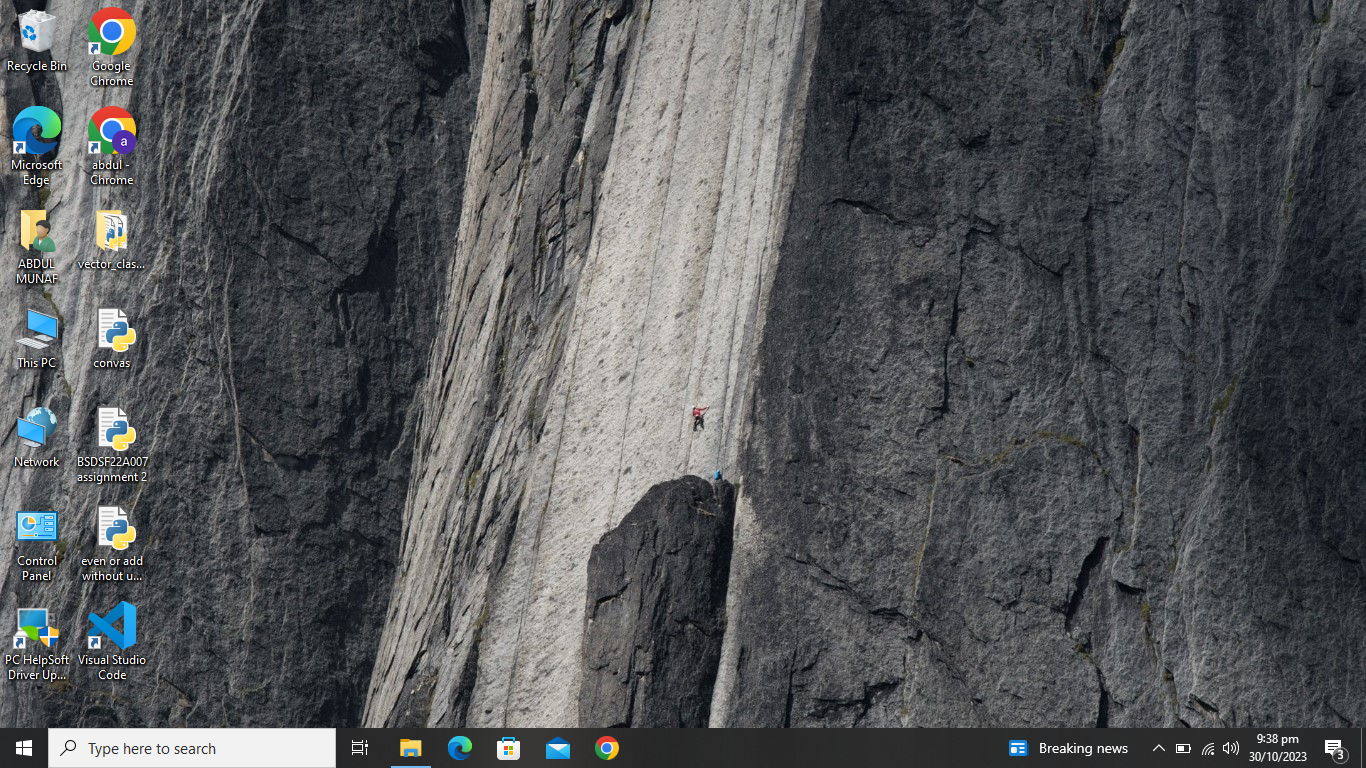 Recycle Bin
Google
Chrome
Microsoft
Edge
a
abdul -
Chrome
ABDUL
MUNAF
vector_clas...
This PC
convas
Network
BSDSF22A007
assignment 2
Control
Panel
even or add
without u...
PC HelpSoft
Driver Up...
Visual Studio
Code
Type here to search
Breaking news
9:38 pm
30/10/2023
3